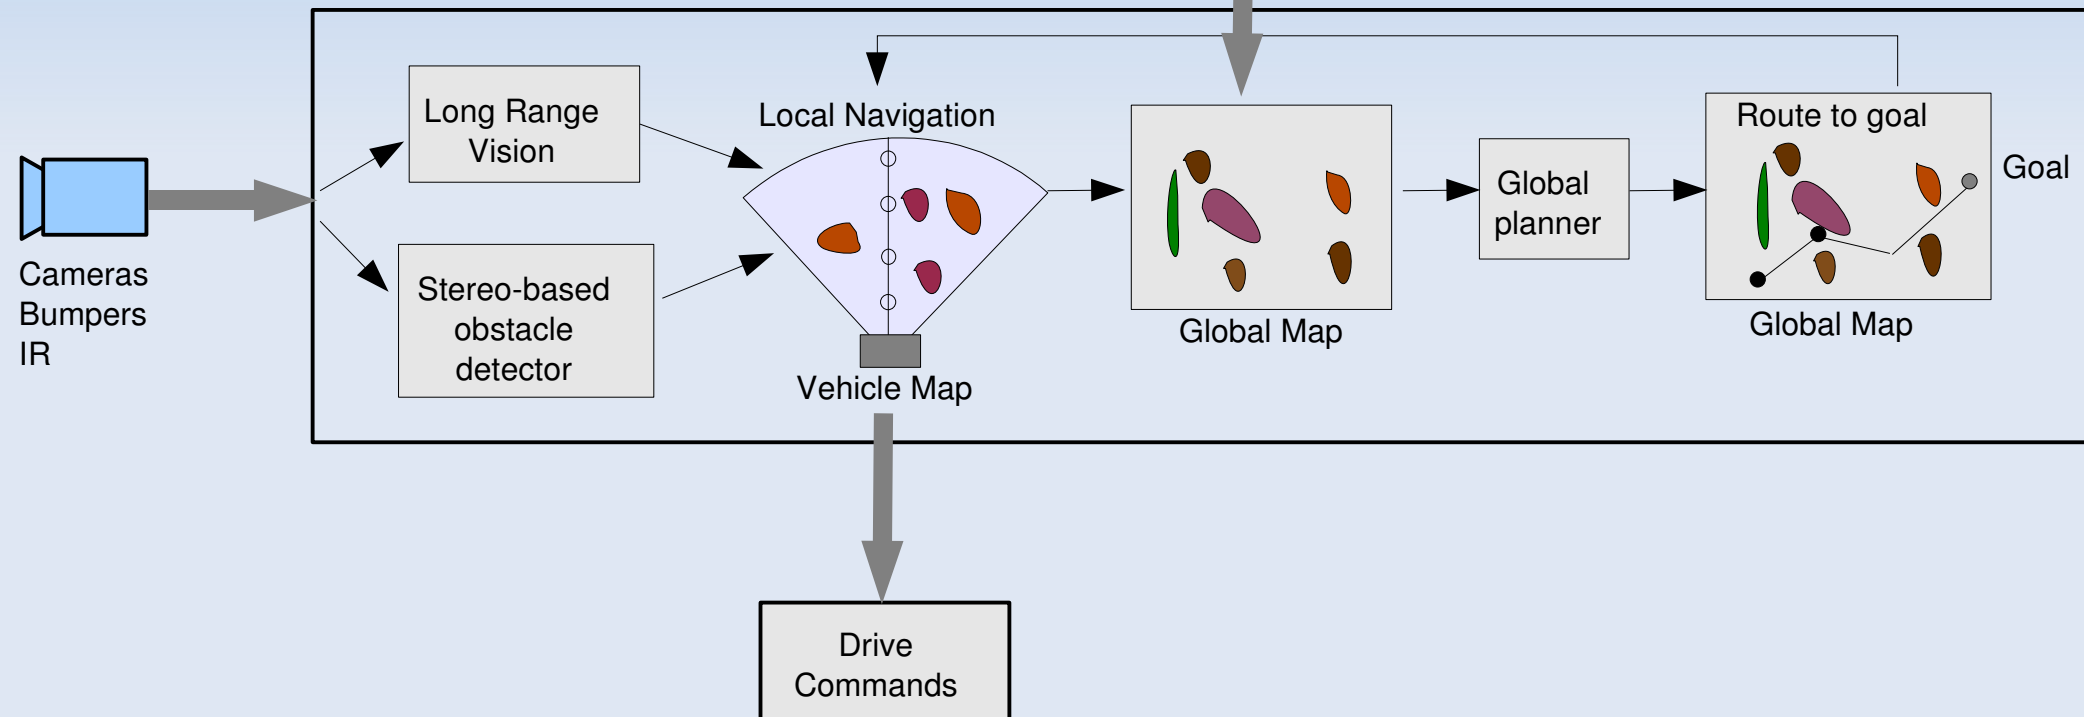 Cameras
Bumpers
IR
Long Range
Vision
Stereo-based
obstacle
detector
Local Navigation
Vehicle Map
Global Map
Global
planner
Route to goal
Goal
Global Map
Drive
Commands